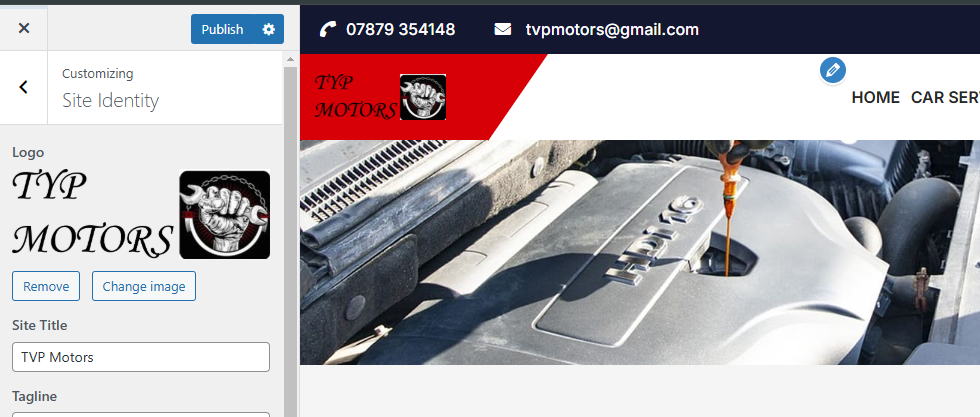 Publish
Customizing
Site Identity
Logo
TYP
MOTORS
Remove
Change image
Site Title
TVP Motors
Tagline
07879 354148
tvpmotors@gmail.com
TYP
MOTORS
HOME CAR SER
HDI 16